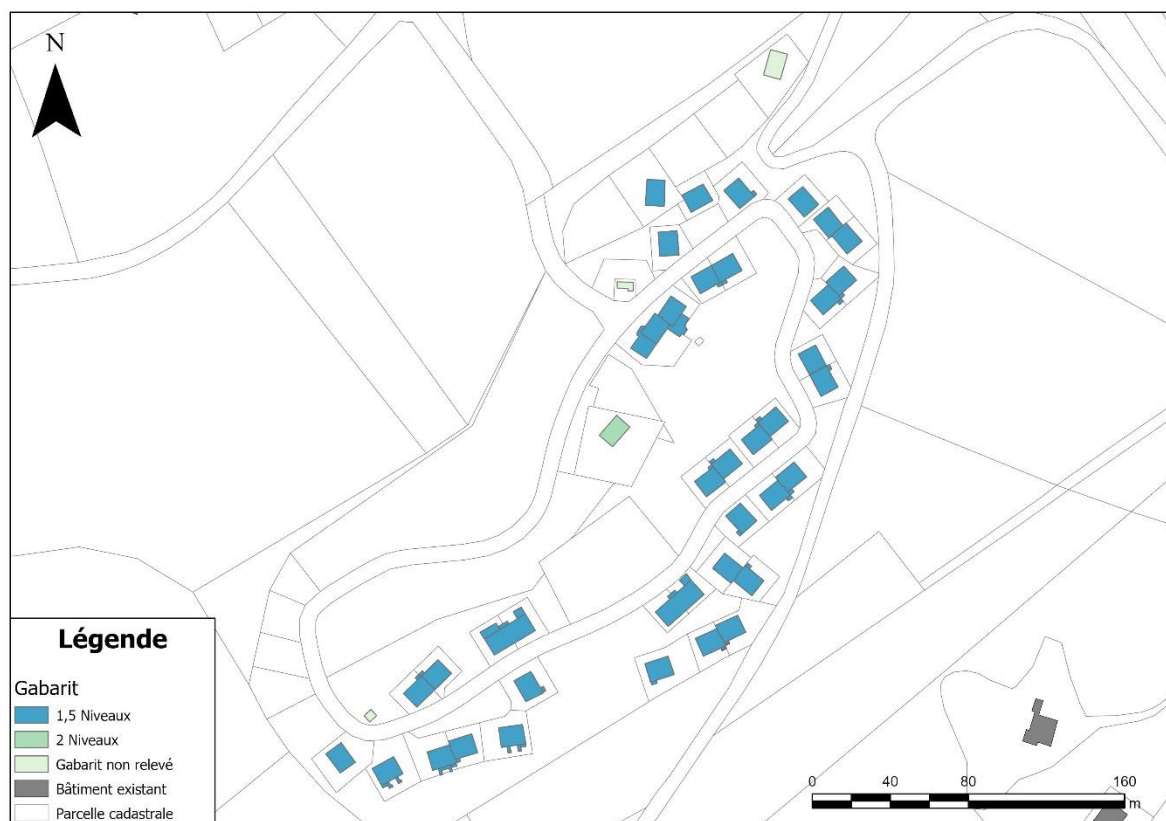 N
Légende
Gabarit
1,5 Niveaux
2 Niveaux
Gabarit non relevé
Bâtiment existant
Parcelle cadastrale
0 40 80 160
m